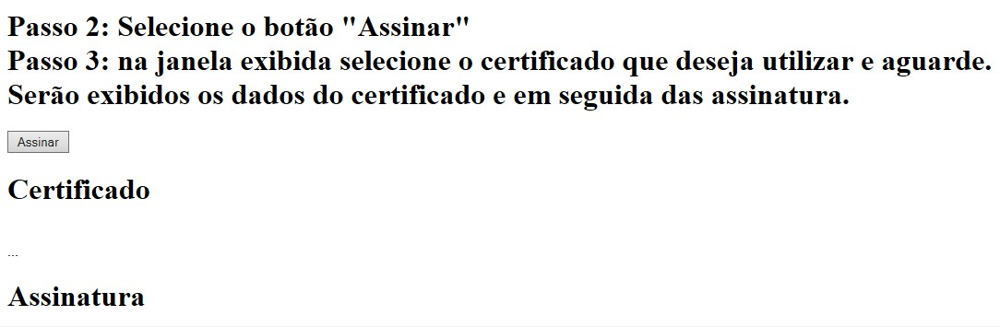 Passo 2: Selecione o botão "Assinar"
Passo 3: na janela exibida selecione o certificado que deseja utilizar e aguarde.
Serão exibidos os dados do certificado e em seguida das assinatura.
Assinar
Certificado
...
Assinatura